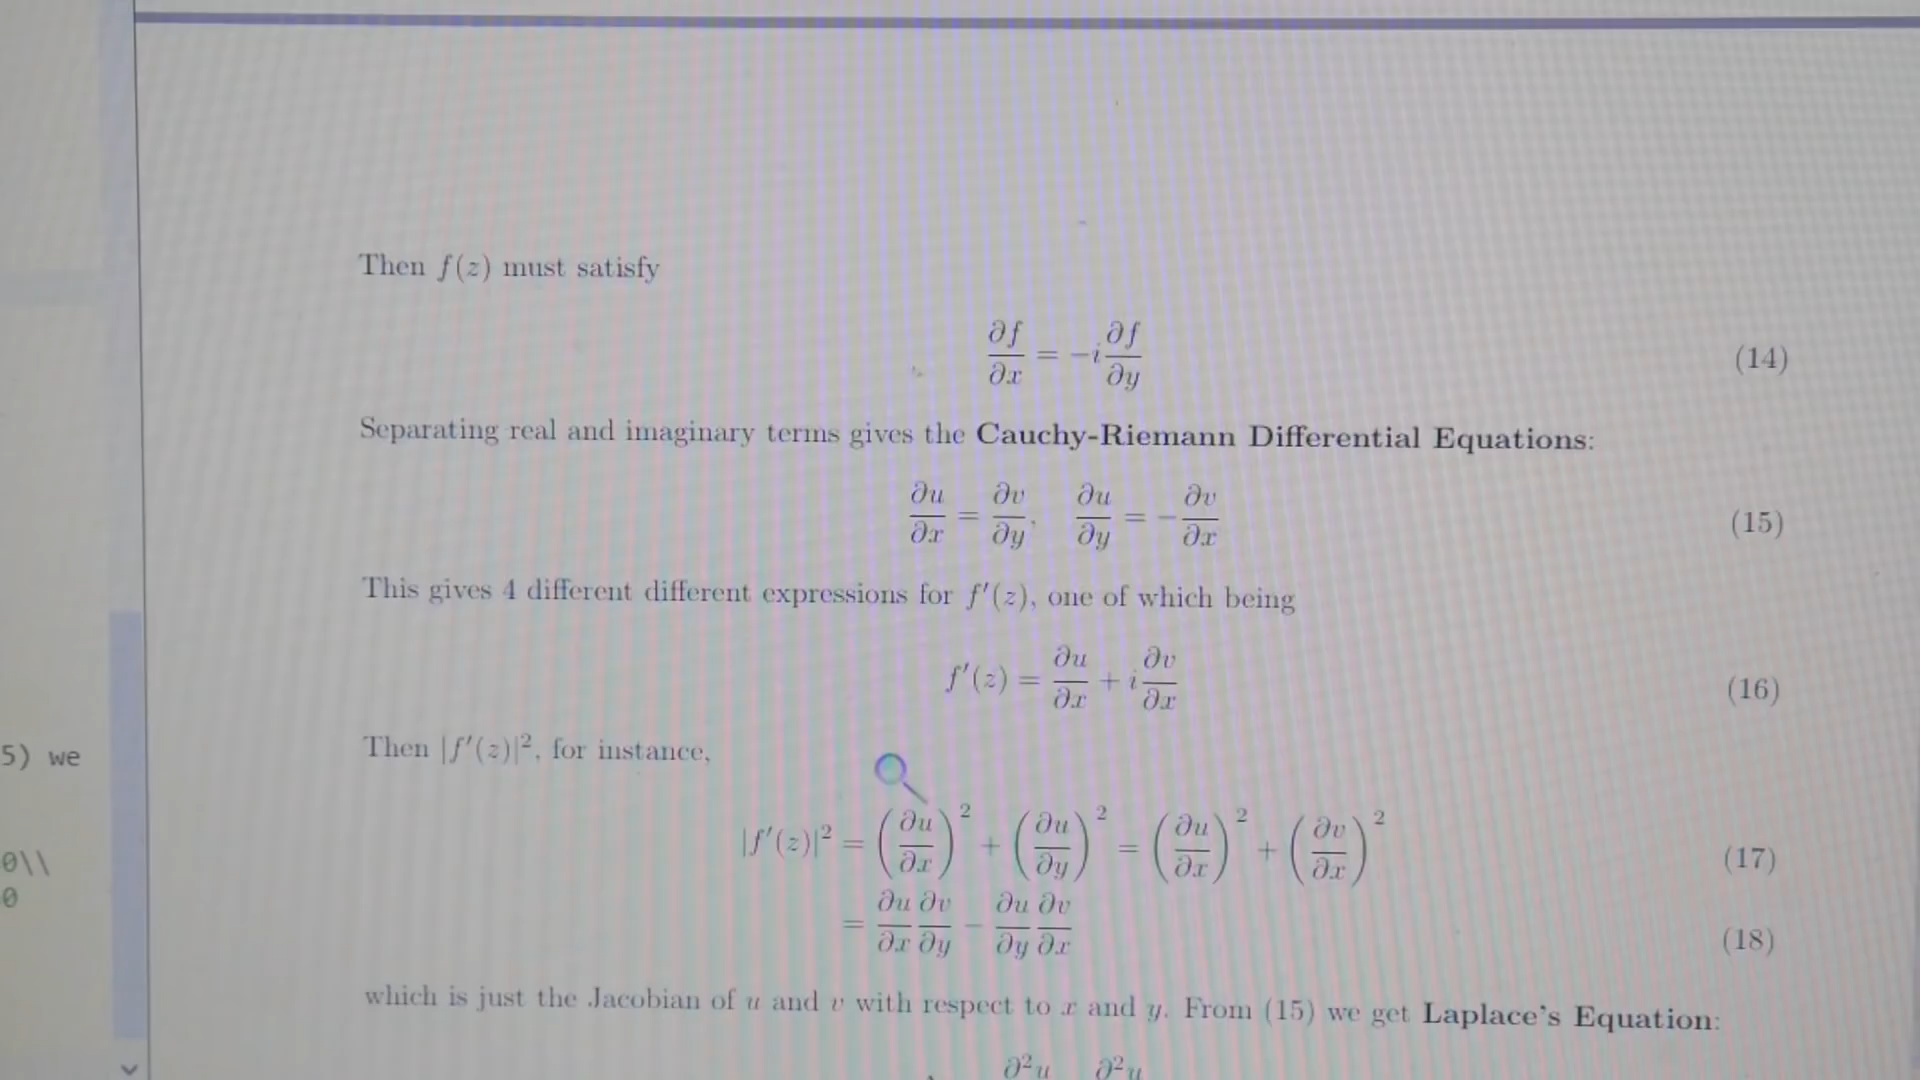 Then f(z) must satisfy
∂f/∂x = −i ∂f/∂y (14)
Separating real and imaginary terms gives the Cauchy-Riemann Differential Equations:
∂u/∂x = ∂v/∂y, ∂u/∂y = −∂v/∂x (15)
This gives 4 different different expressions for f′(z), one of which being
f′(z) = ∂u/∂x + i ∂v/∂x (16)
5) we
Then |f′(z)|², for instance,
|f′(z)|² = (∂u/∂x)² + (∂u/∂y)² = (∂u/∂x)² + (∂v/∂x)² (17)
0\\
0
= ∂u/∂x ∂v/∂y − ∂u/∂y ∂v/∂x (18)
which is just the Jacobian of u and v with respect to x and y. From (15) we get Laplace's Equation:
∂²u ∂²u